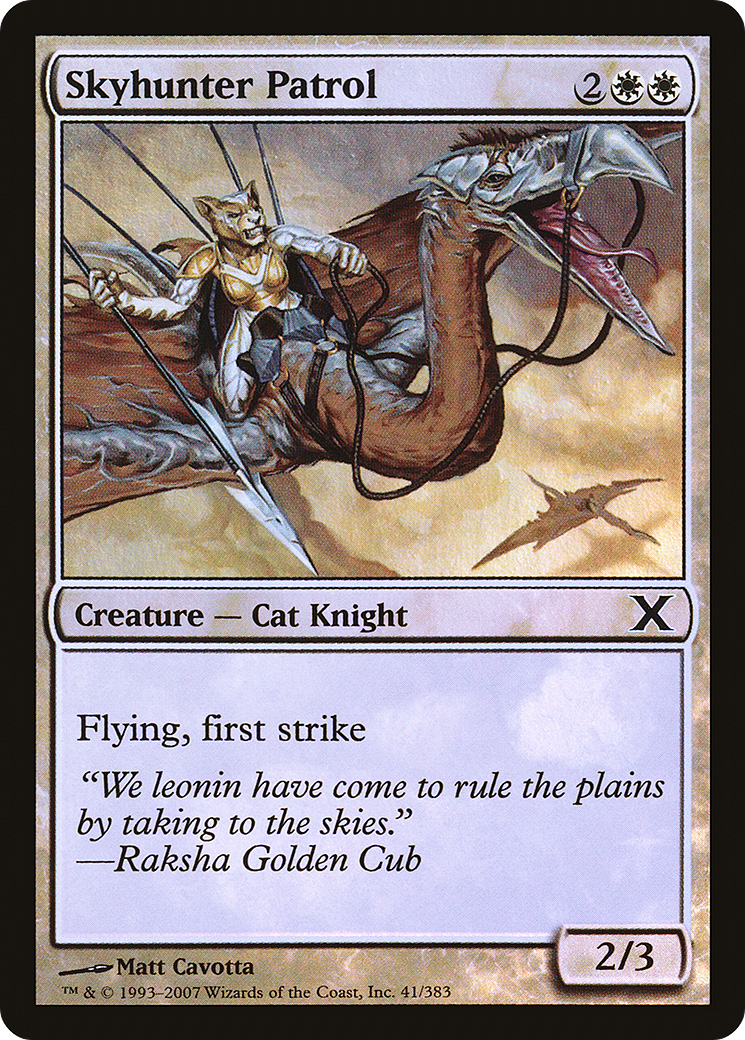 Skyhunter Patrol 2
Creature — Cat Knight X
Flying, first strike
“We leonin have come to rule the plains
by taking to the skies.”
—Raksha Golden Cub
2/3
Matt Cavotta
™ & © 1993–2007 Wizards of the Coast, Inc. 41/383